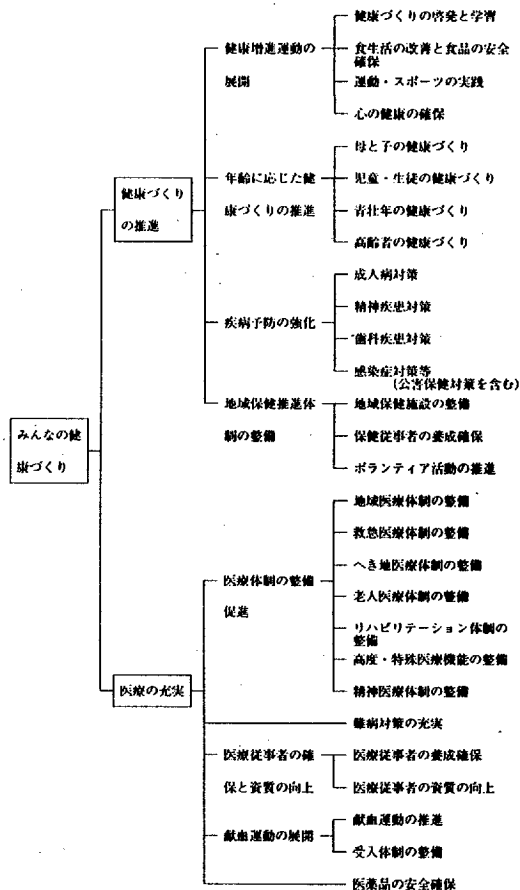 みんなの健
康づくり
健康づくり
の推進
健康増進運動の
展開
健康づくりの啓発と学習
食生活の改善と食品の安全
確保
運動・スポーツの実践
心の健康の確保
年齢に応じた健
康づくりの推進
母と子の健康づくり
児童・生徒の健康づくり
青壮年の健康づくり
高齢者の健康づくり
疾病予防の強化
成人病対策
精神疾患対策
歯科疾患対策
感染症対策等
(公害保健対策を含む)
地域保健推進体
制の整備
地域保健施設の整備
保健従事者の養成確保
ボランティア活動の推進
医療の充実
医療体制の整備
促進
地域医療体制の整備
救急医療体制の整備
へき地医療体制の整備
老人医療体制の整備
リハビリテーション体制の
整備
高度・特殊医療機能の整備
精神医療体制の整備
難病対策の充実
医療従事者の確
保と資質の向上
医療従事者の養成確保
医療従事者の資質の向上
献血運動の展開
献血運動の推進
受入体制の整備
医薬品の安全確保